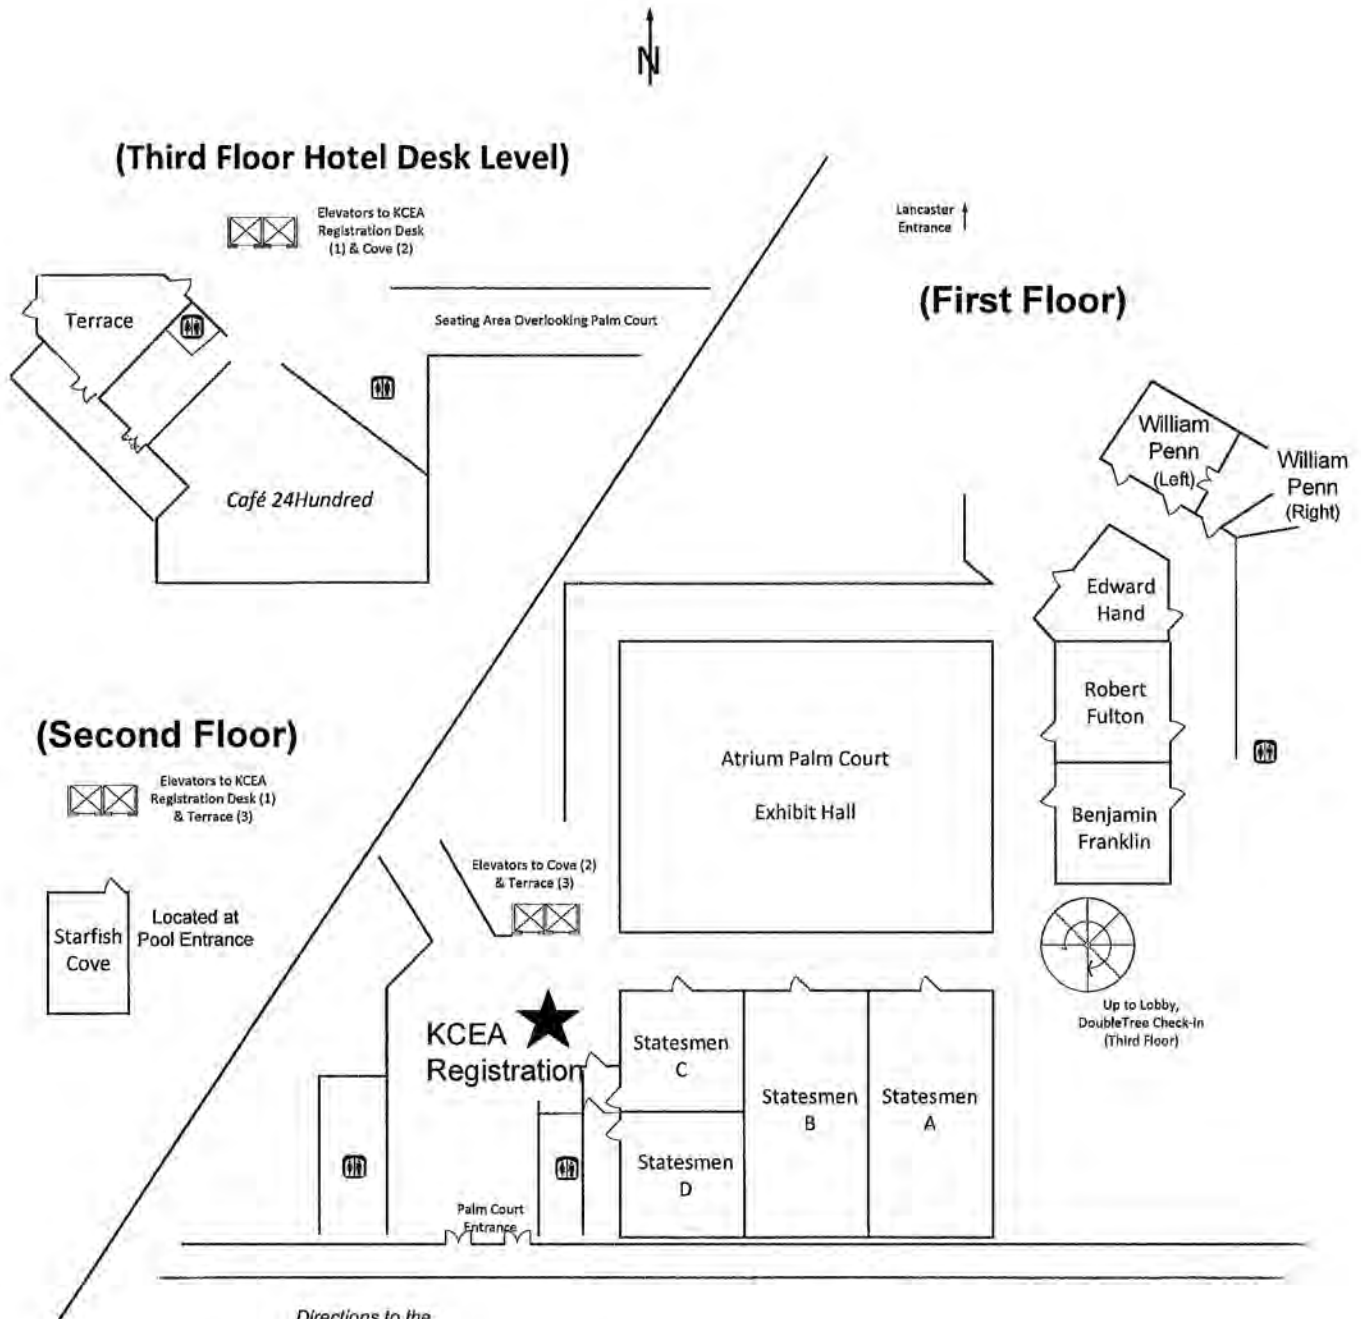 N
(Third Floor Hotel Desk Level)
Elevators to KCEA
Registration Desk
(1) & Cove (2)
Terrace
Seating Area Overlooking Palm Court
Café 24Hundred
Lancaster
Entrance
(First Floor)
William
Penn
(Left)
William
Penn
(Right)
Edward
Hand
Robert
Fulton
Benjamin
Franklin
Atrium Palm Court
Exhibit Hall
(Second Floor)
Elevators to KCEA
Registration Desk (1)
& Terrace (3)
Starfish
Cove
Located at
Pool Entrance
Elevators to Cove (2)
& Terrace (3)
KCEA
Registration
Statesmen
C
Statesmen
D
Statesmen
B
Statesmen
A
Up to Lobby,
DoubleTree Check-In
(Third Floor)
Palm Court
Entrance
Directions to the